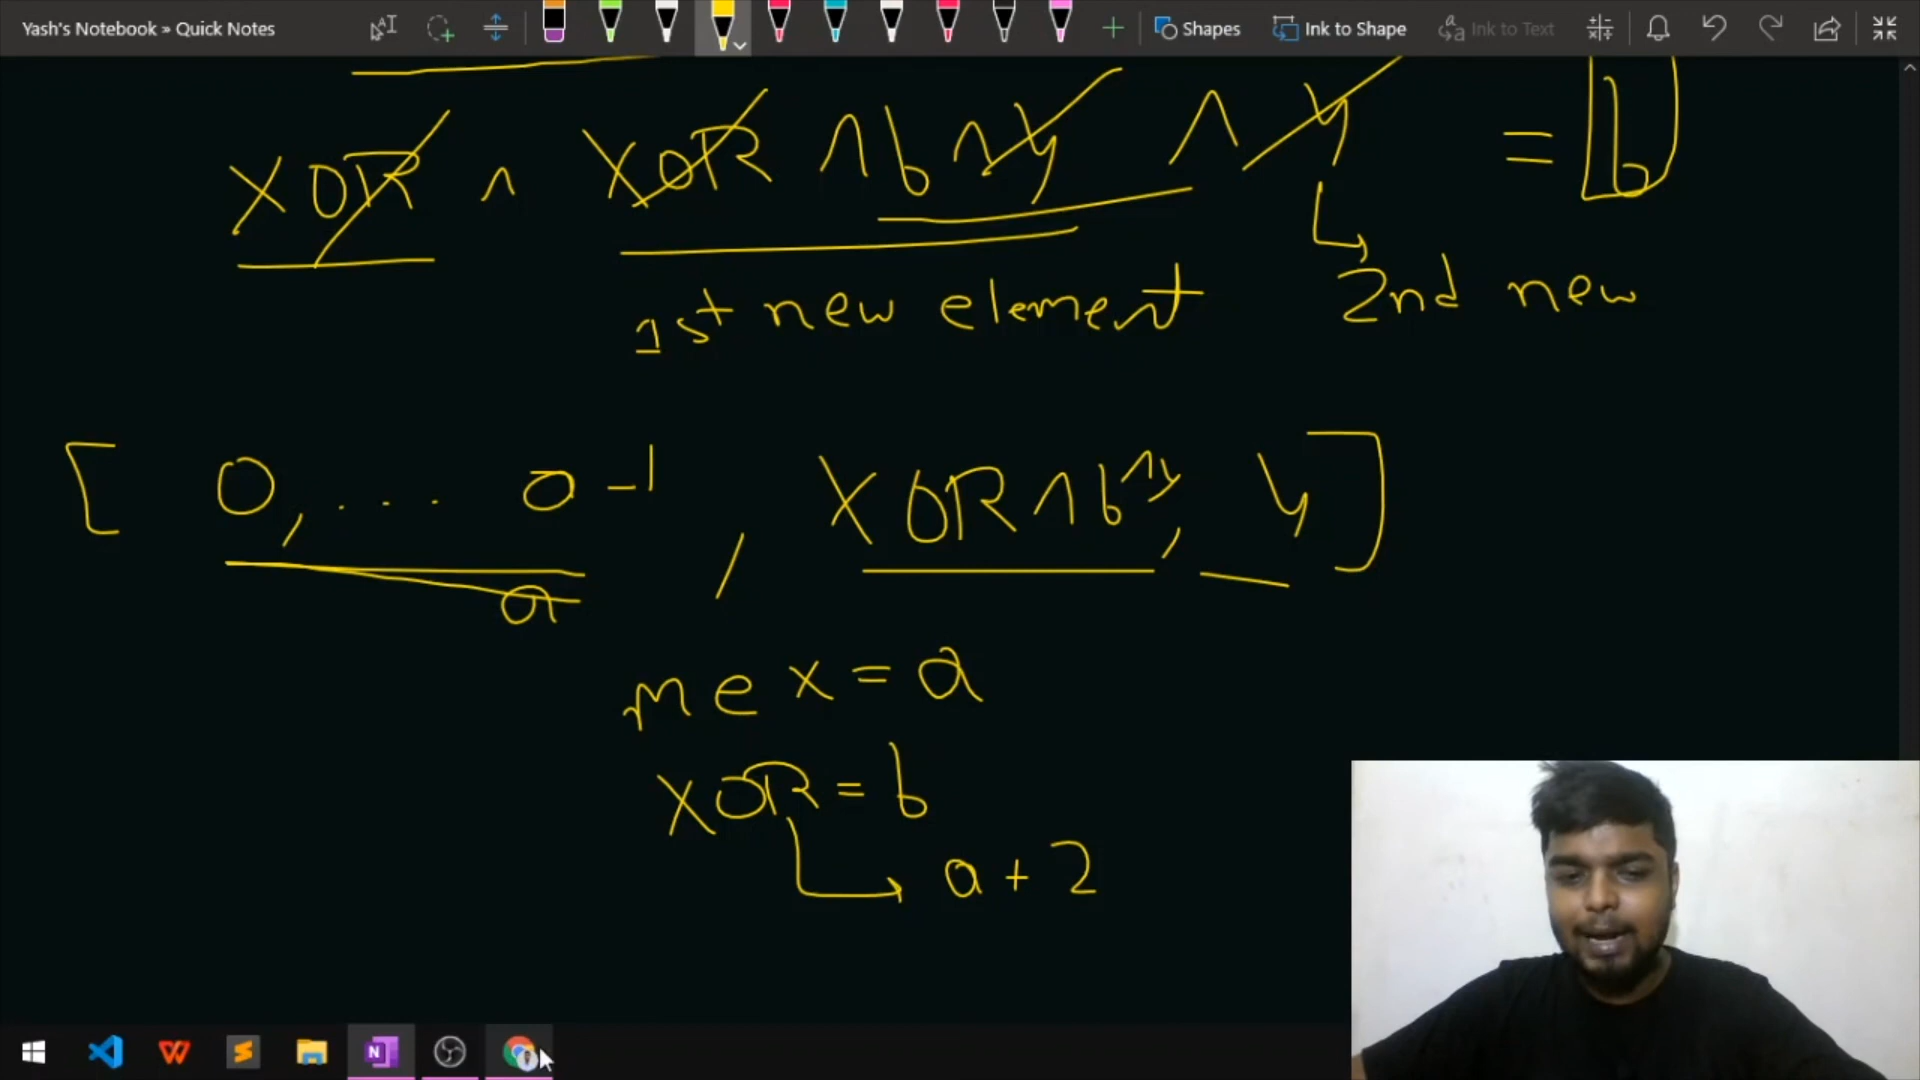 Yash's Notebook » Quick Notes
Shapes
Ink to Shape
Ink to Text
XOR ^ XOR ^ b ^ y ^ y = b
1st new element
2nd new
[ 0, ... a-1, XOR^b^y, y ]
a
mex = a
XOR = b
a + 2